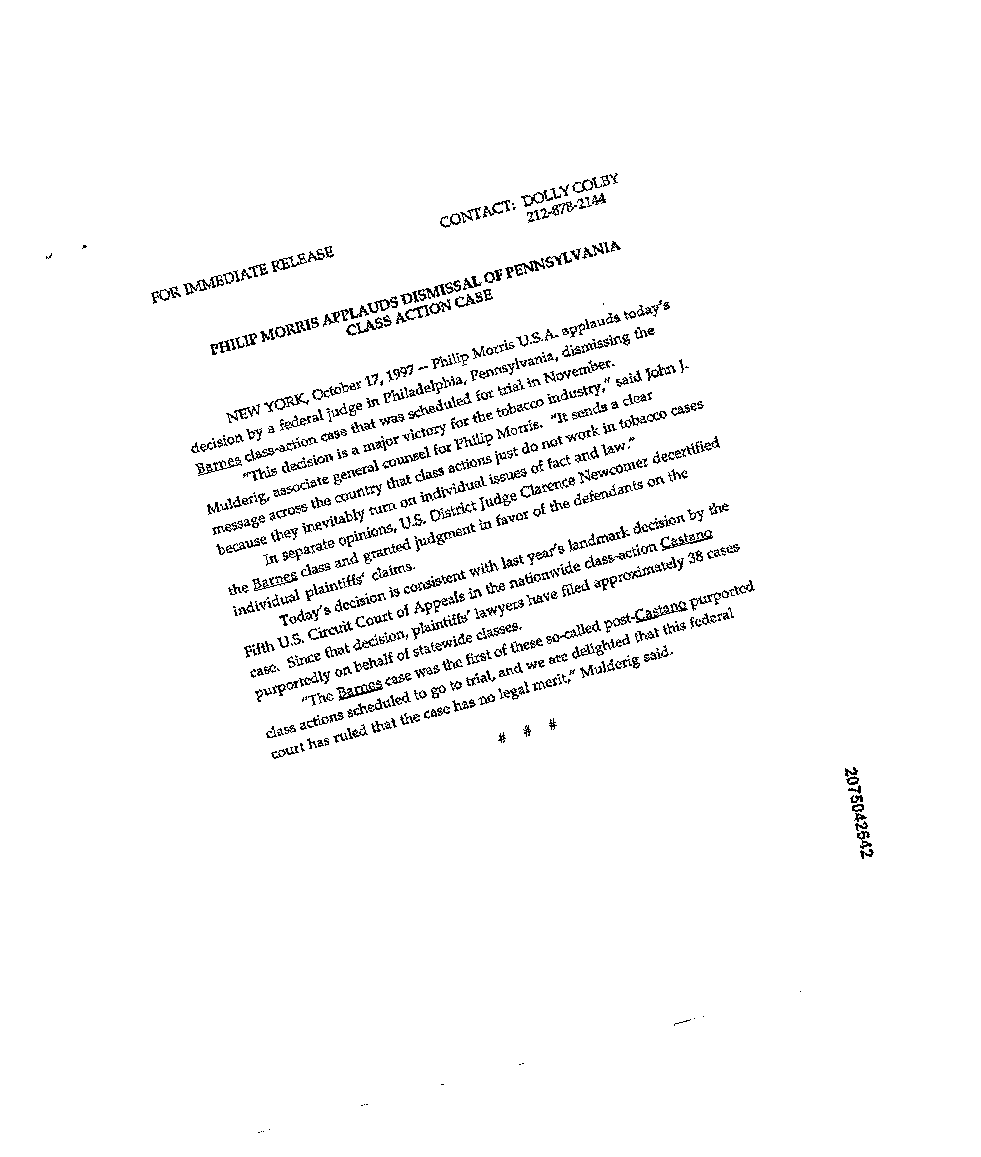 CONTACT: DOLLY COLBY
212-878-2144
FOR IMMEDIATE RELEASE
PHILIP MORRIS APPLAUDS DISMISSAL OF PENNSYLVANIA
CLASS ACTION CASE
NEW YORK, October 17, 1997 -- Philip Morris U.S.A. applauds today's
decision by a federal judge in Philadelphia, Pennsylvania, dismissing the
Barnes class-action case that was scheduled for trial in November.
"This decision is a major victory for the tobacco industry," said John J.
Mulderig, associate general counsel for Philip Morris. "It sends a clear
message across the country that class actions just do not work in tobacco cases
because they inevitably turn on individual issues of fact and law."
In separate opinions, U.S. District Judge Clarence Newcomer decertified
the Barnes class and granted judgment in favor of the defendants on the
individual plaintiffs' claims.
Today's decision is consistent with last year's landmark decision by the
Fifth U.S. Circuit Court of Appeals in the nationwide class-action Castano
case. Since that decision, plaintiffs' lawyers have filed approximately 38 cases
purportedly on behalf of statewide classes.
"The Barnes case was the first of these so-called post-Castano purported
class actions scheduled to go to trial, and we are delighted that this federal
court has ruled that the case has no legal merit," Mulderig said.
# # #
2075042642